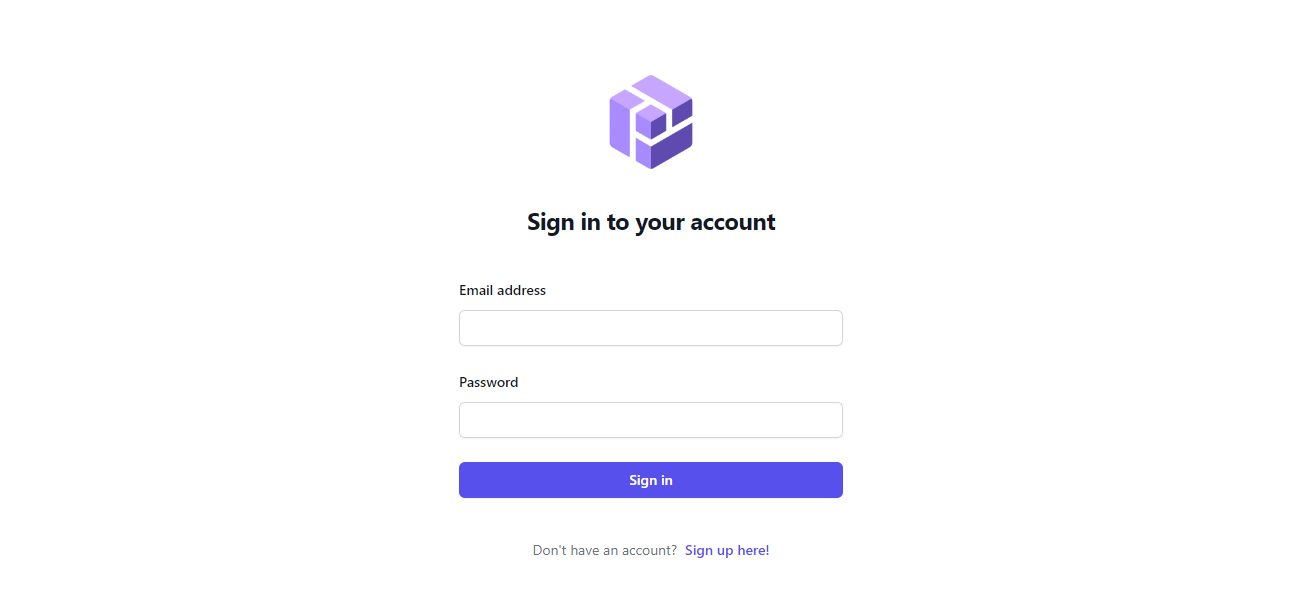 Sign in to your account
Email address
Password
Sign in
Don't have an account? Sign up here!